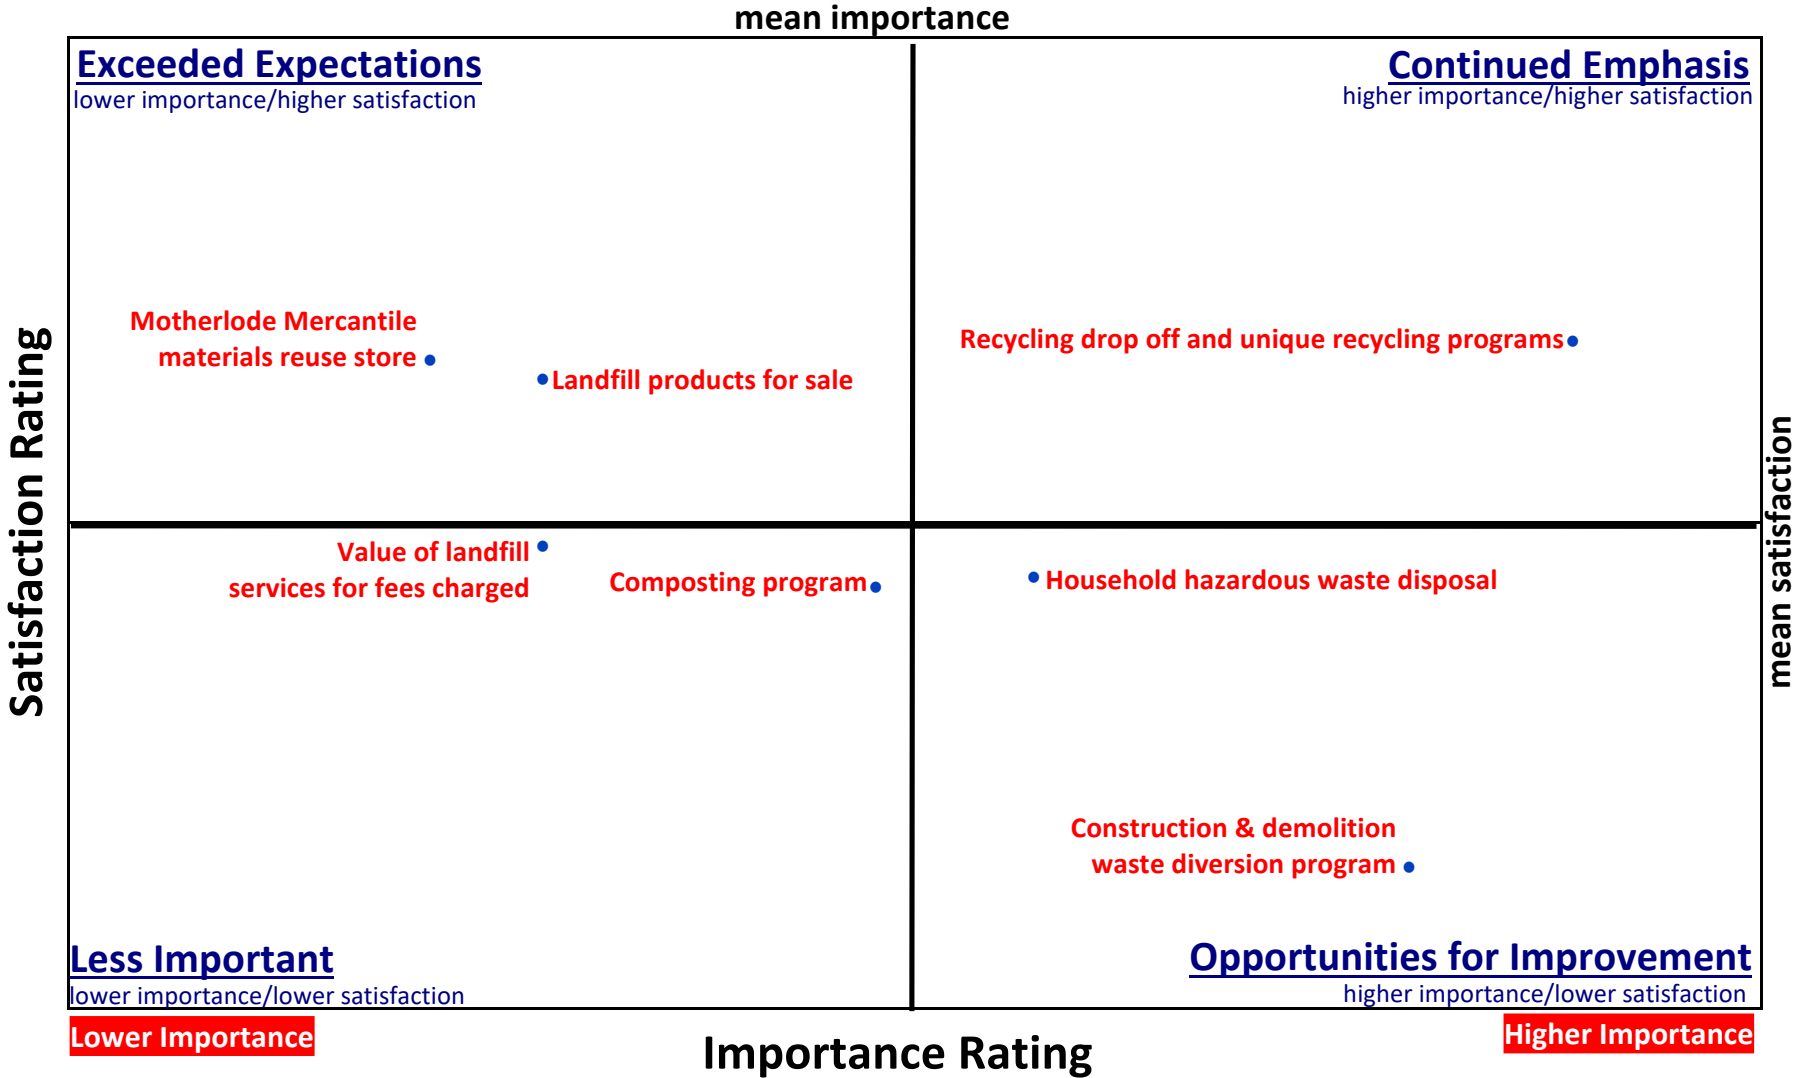 mean importance
Exceeded Expectations
lower importance/higher satisfaction
Continued Emphasis
higher importance/higher satisfaction
Motherlode Mercantile
materials reuse store
Landfill products for sale
Recycling drop off and unique recycling programs
Satisfaction Rating
mean satisfaction
Value of landfill
services for fees charged
Composting program
Household hazardous waste disposal
Construction & demolition
waste diversion program
Less Important
lower importance/lower satisfaction
Opportunities for Improvement
higher importance/lower satisfaction
Lower Importance
Importance Rating
Higher Importance